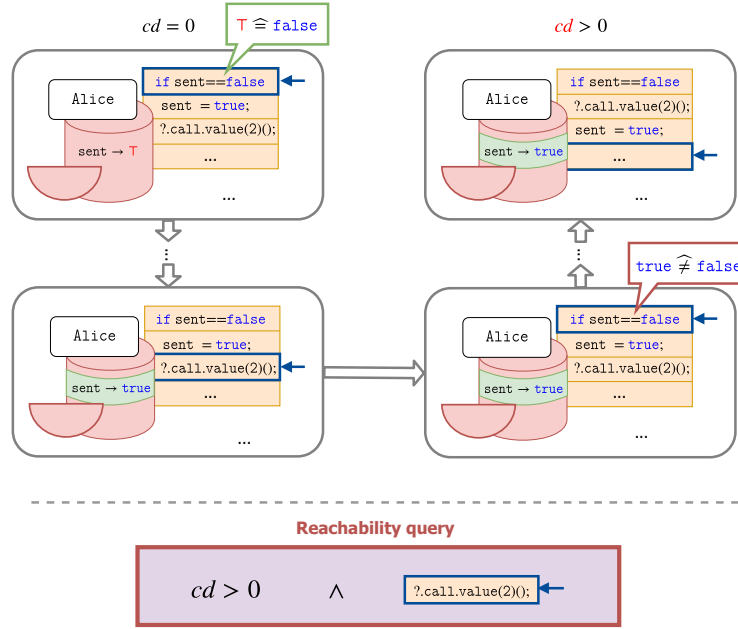 cd = 0
⊤ ≘ false
cd > 0
Alice
if sent==false
sent = true;
?.call.value(2)();
...
sent → ⊤
...
Alice
if sent==false
?.call.value(2)();
sent = true;
...
sent → true
...
...
...
true ≠̂ false
Alice
if sent==false
sent = true;
?.call.value(2)();
...
sent → true
...
Alice
if sent==false
sent = true;
?.call.value(2)();
...
sent → true
...
Reachability query
cd > 0 ∧ ?.call.value(2)();